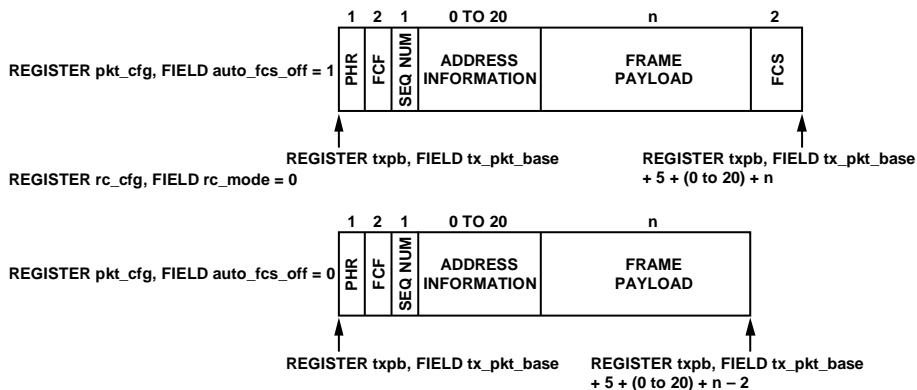 1 2 1 0 TO 20 n 2
REGISTER pkt_cfg, FIELD auto_fcs_off = 1
PHR
FCF
SEQ NUM
ADDRESS
INFORMATION
FRAME
PAYLOAD
FCS
REGISTER txpb, FIELD tx_pkt_base
REGISTER txpb, FIELD tx_pkt_base
+ 5 + (0 to 20) + n
REGISTER rc_cfg, FIELD rc_mode = 0
1 2 1 0 TO 20 n
REGISTER pkt_cfg, FIELD auto_fcs_off = 0
PHR
FCF
SEQ NUM
ADDRESS
INFORMATION
FRAME
PAYLOAD
REGISTER txpb, FIELD tx_pkt_base
REGISTER txpb, FIELD tx_pkt_base
+ 5 + (0 to 20) + n – 2